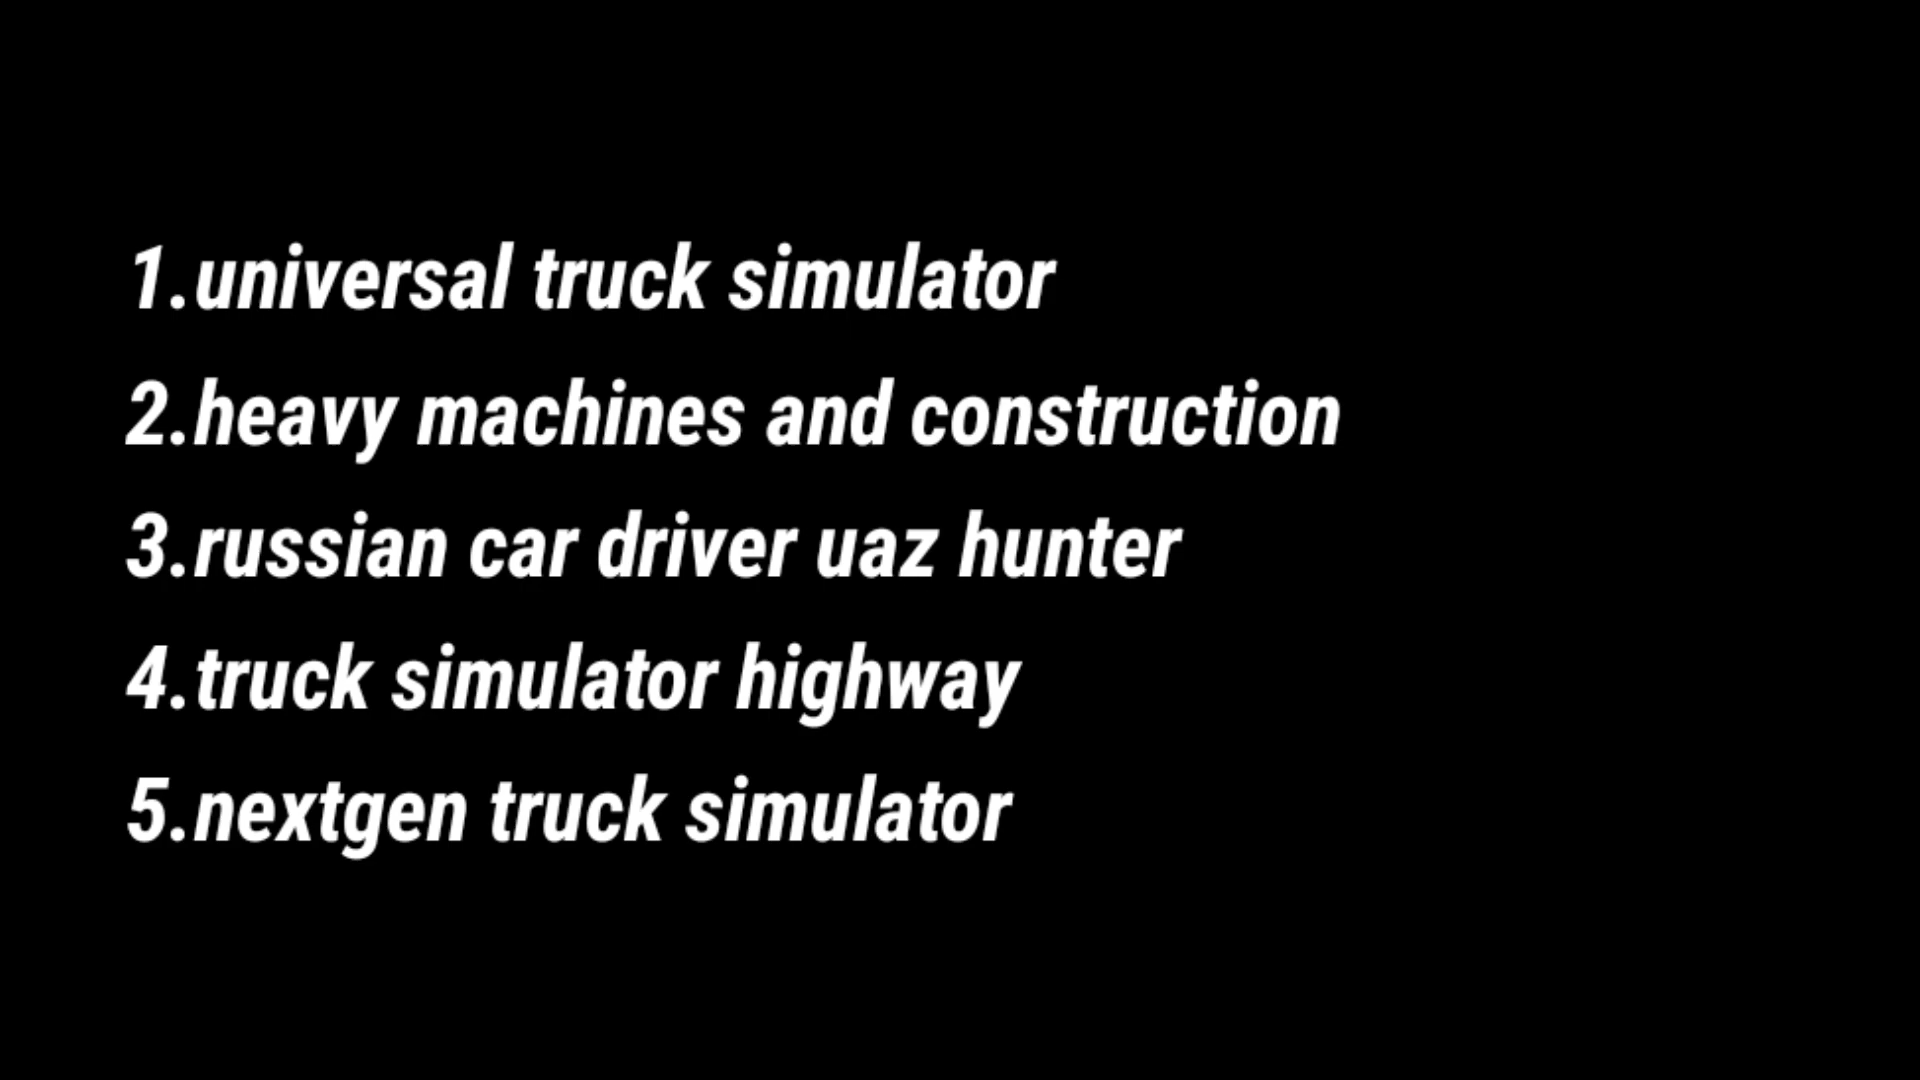 1.universal truck simulator
2.heavy machines and construction
3.russian car driver uaz hunter
4.truck simulator highway
5.nextgen truck simulator